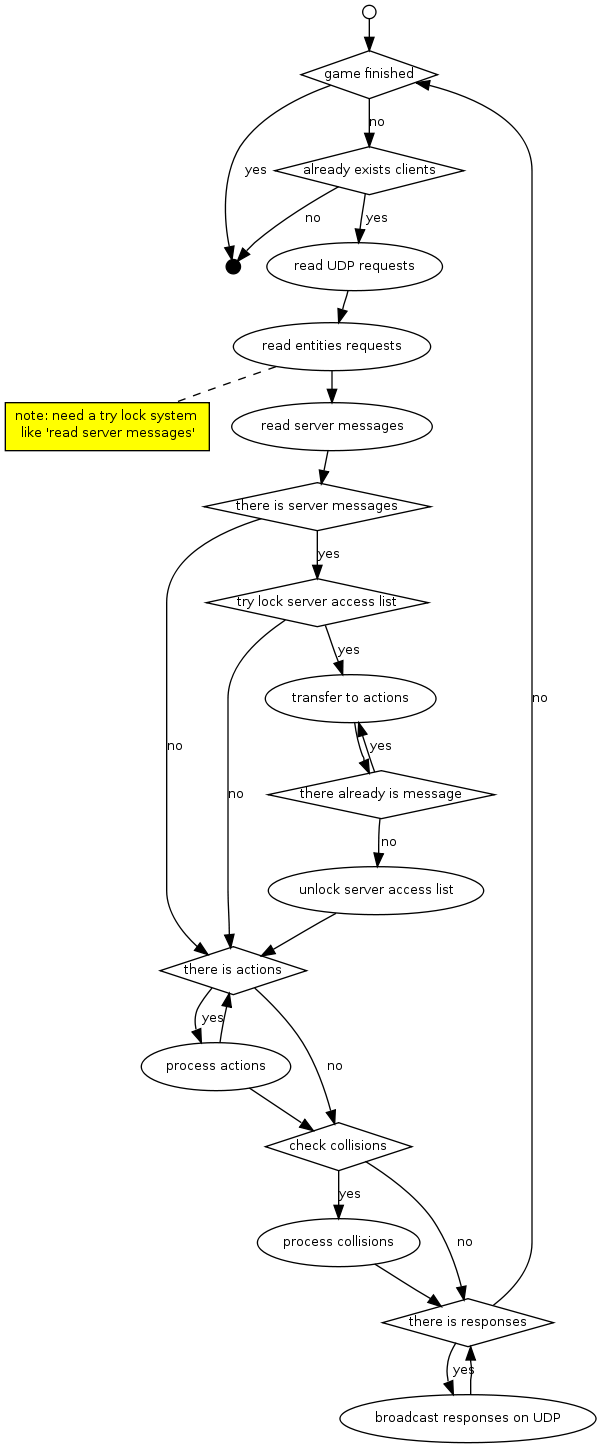 game finished
no
yes
already exists clients
no
yes
read UDP requests
read entities requests
note: need a try lock system
like 'read server messages'
read server messages
there is server messages
yes
try lock server access list
yes
transfer to actions
no
no
yes
no
there already is message
no
unlock server access list
there is actions
yes
process actions
no
check collisions
yes
process collisions
no
there is responses
yes
broadcast responses on UDP